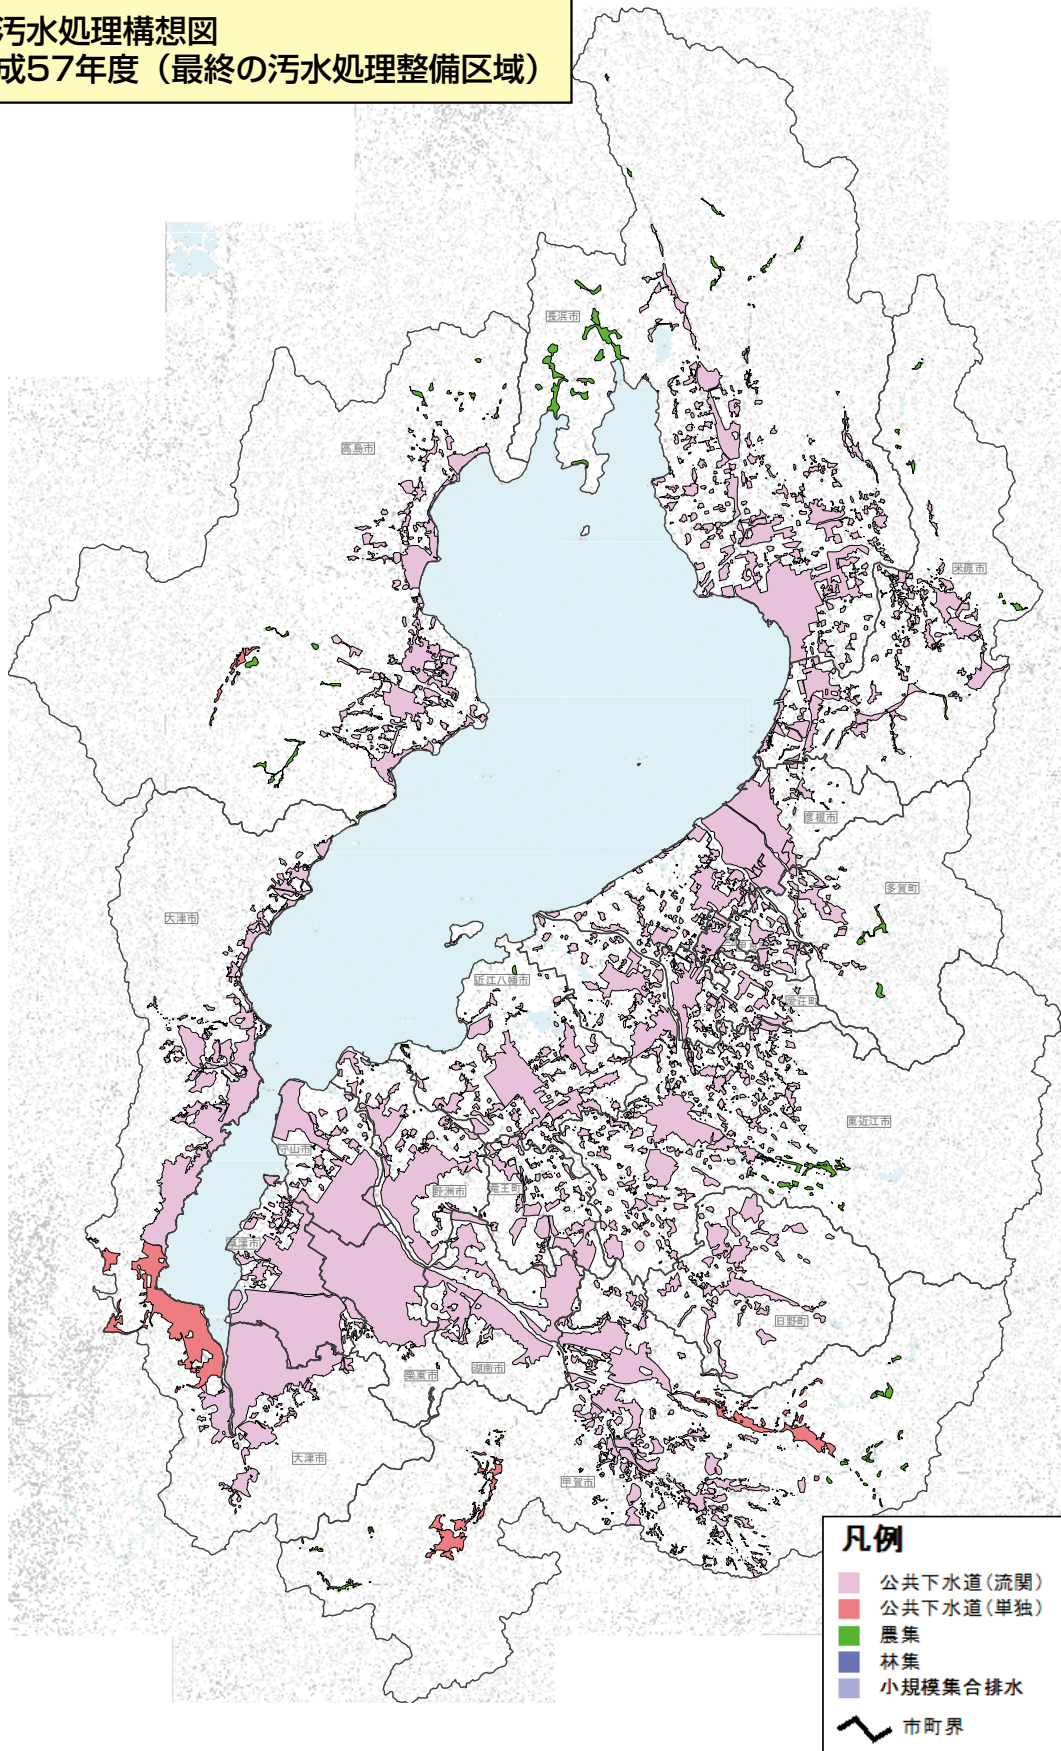 汚水処理構想図
成57年度（最終の汚水処理整備区域）
長浜市
高島市
米原市
彦根市
多賀町
大津市
近江八幡市
愛荘町
東近江市
守山市
野洲市
竜王町
草津市
日野町
湖南市
栗東市
大津市
甲賀市
凡例
公共下水道（流関）
公共下水道（単独）
農集
林集
小規模集合排水
市町界